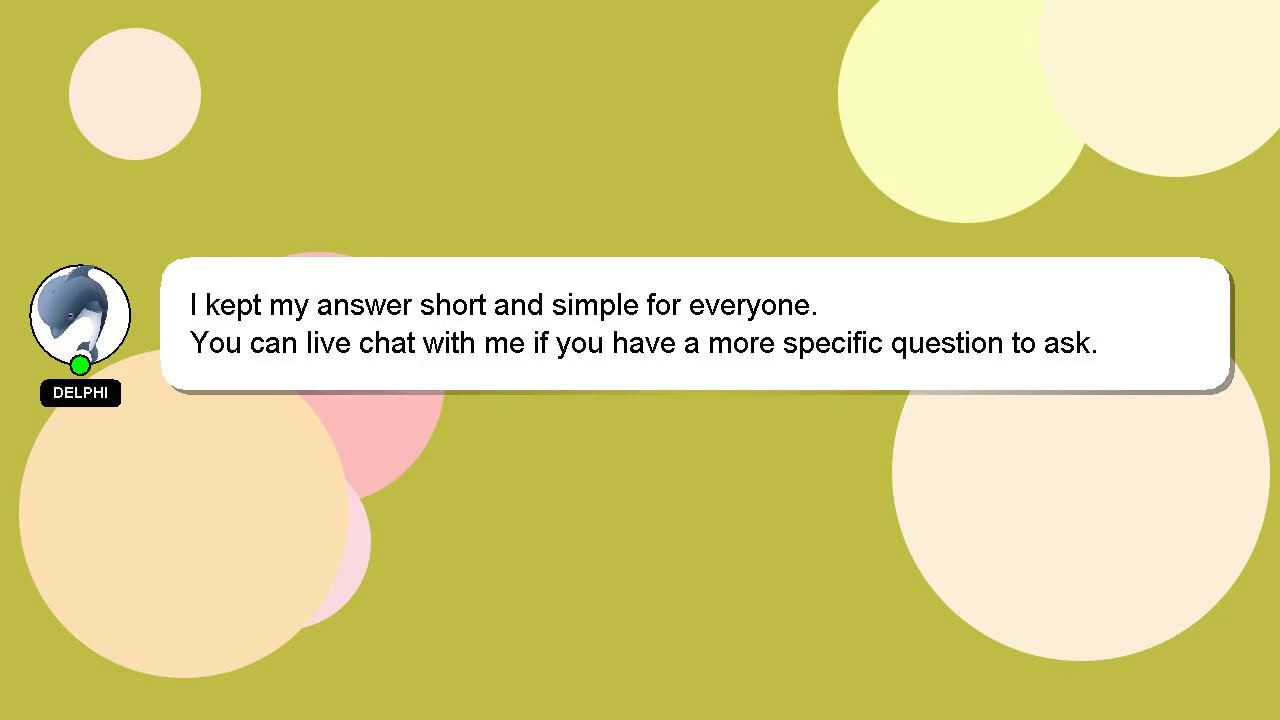 I kept my answer short and simple for everyone.
You can live chat with me if you have a more specific question to ask.
DELPHI